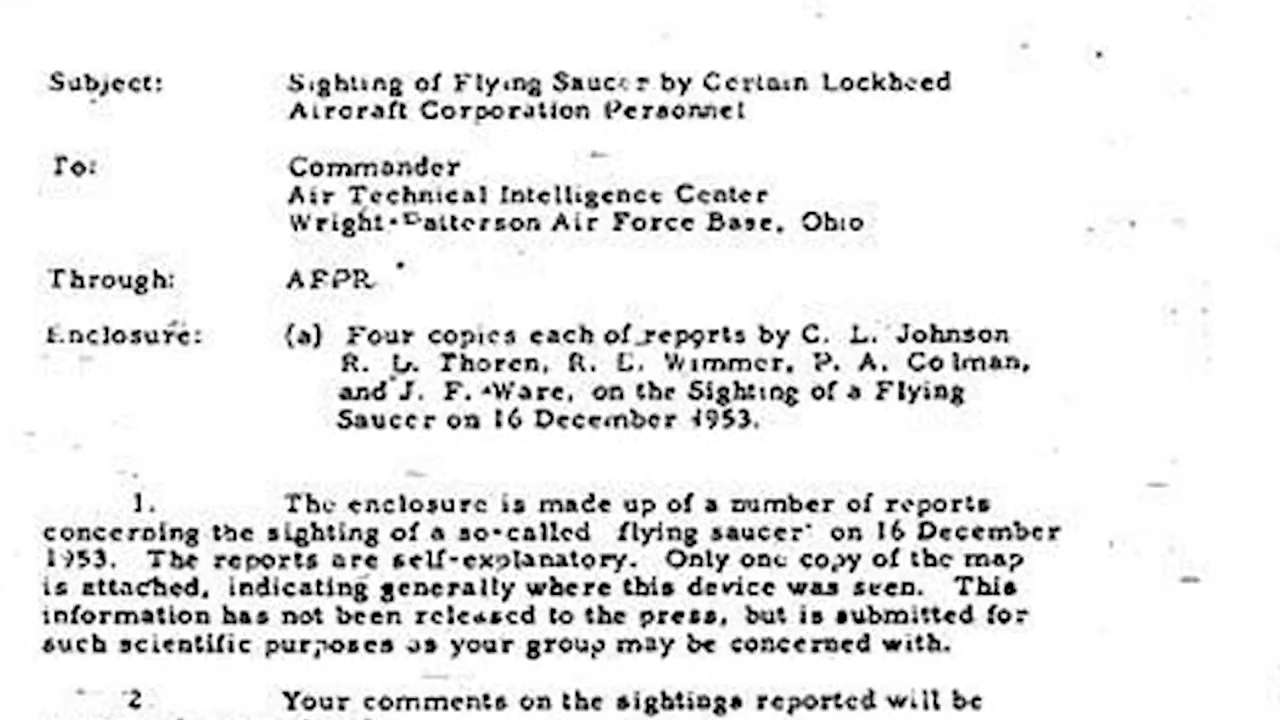 Subject: Sighting of Flying Saucer by Certain Lockheed
Aircraft Corporation Personnel
To: Commander
Air Technical Intelligence Center
Wright-Patterson Air Force Base, Ohio
Through: AFPR
Enclosure: (a) Four copies each of reports by C. L. Johnson
R. L. Thoren, R. E. Wimmer, P. A. Colman,
and J. F. Ware, on the Sighting of a Flying
Saucer on 16 December 1953.
1. The enclosure is made up of a number of reports
concerning the sighting of a so-called flying saucer" on 16 December
1953. The reports are self-explanatory. Only one copy of the map
is attached, indicating generally where this device was seen. This
information has not been released to the press, but is submitted for
such scientific purposes as your group may be concerned with.
2 Your comments on the sightings reported will be